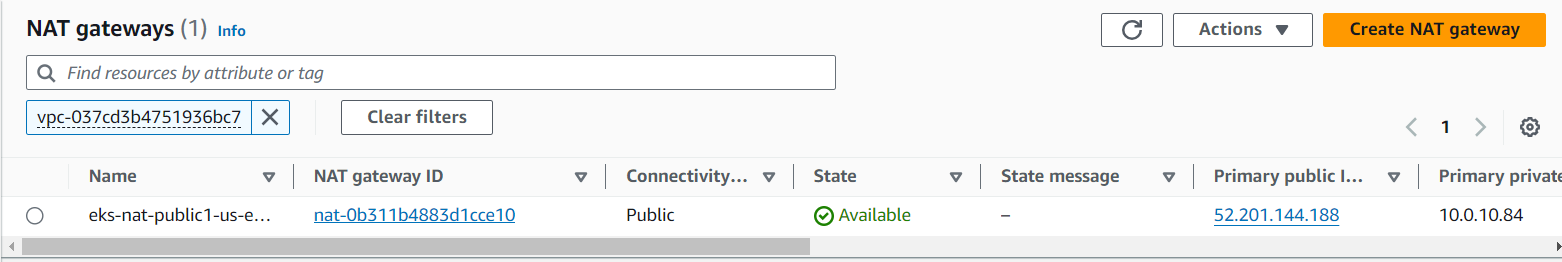 NAT gateways (1) Info
Actions
Create NAT gateway
Find resources by attribute or tag
vpc-037cd3b4751936bc7
Clear filters
1
Name NAT gateway ID Connectivity... State State message Primary public I... Primary private
eks-nat-public1-us-e... nat-0b311b4883d1cce10 Public Available – 52.201.144.188 10.0.10.84